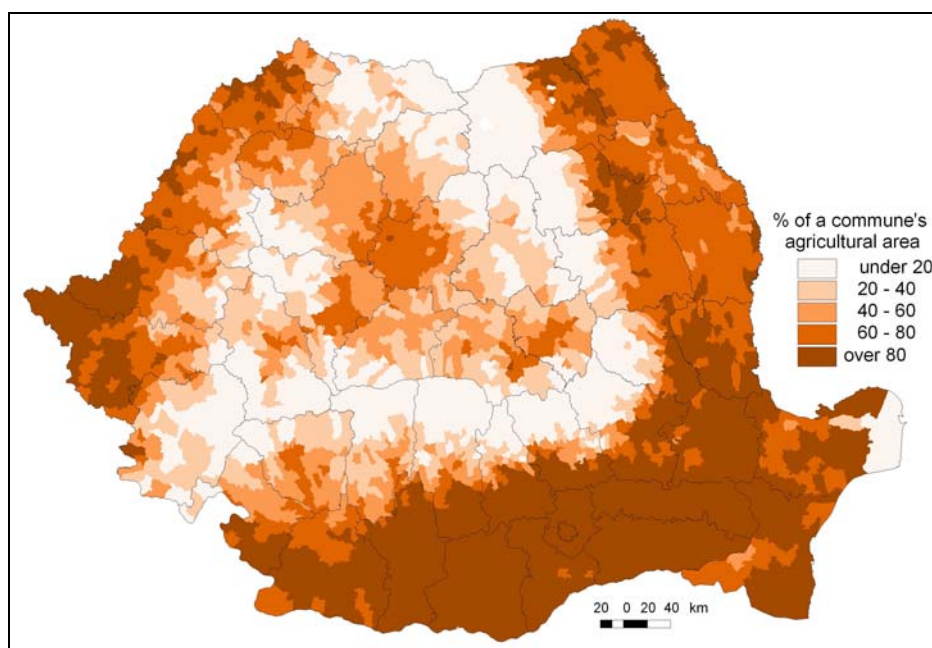 % of a commune's
agricultural area
under 20
20 - 40
40 - 60
60 - 80
over 80
20 0 20 40 km